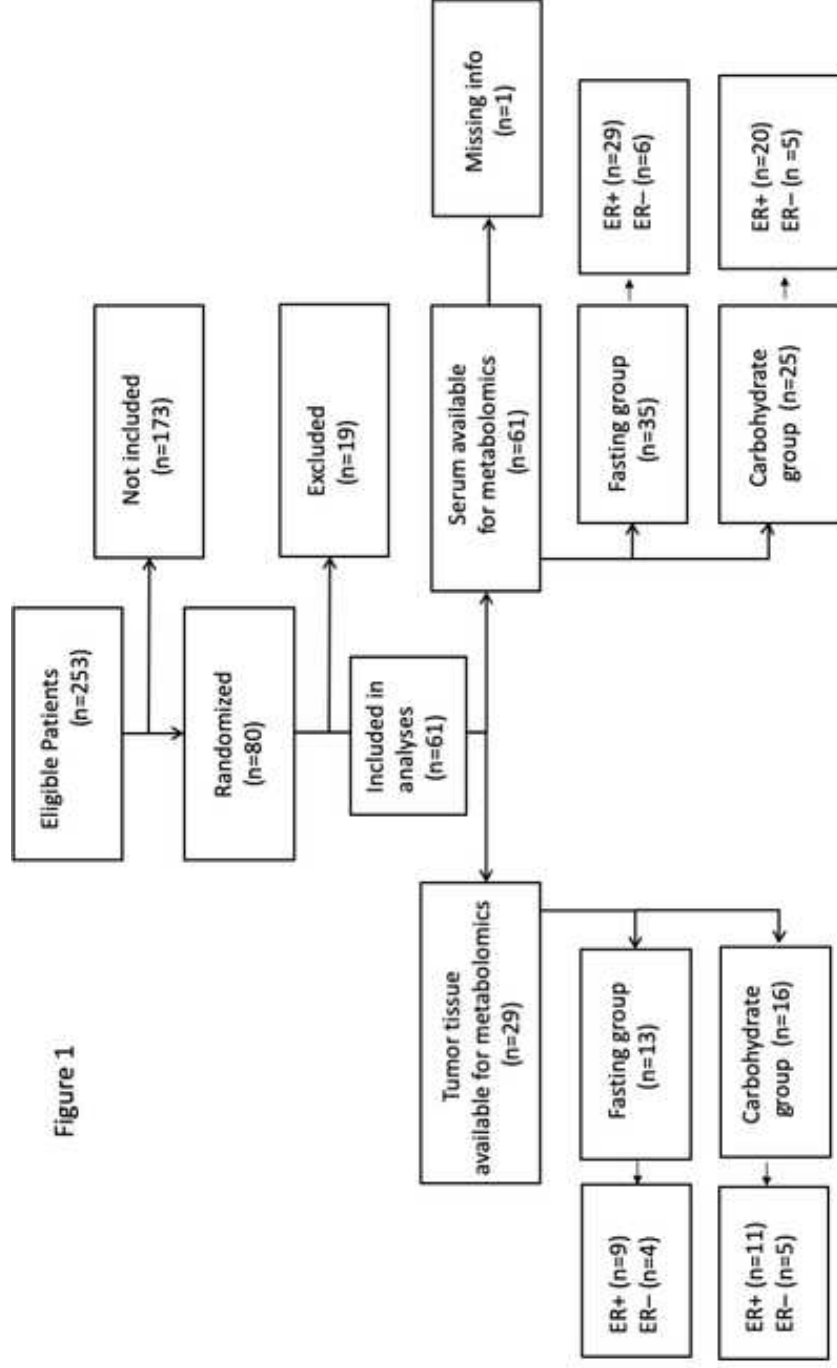 Figure 1
Eligible Patients
(n=253)
Not included
(n=173)
Randomized
(n=80)
Excluded
(n=19)
Included in
analyses
(n=61)
Tumor tissue
available for metabolomics
(n=29)
Serum available
for metabolomics
(n=61)
Missing info
(n=1)
ER+ (n=9)
ER– (n=4)
Fasting group
(n=13)
Fasting group
(n=35)
ER+ (n=29)
ER– (n=6)
ER+ (n=11)
ER– (n=5)
Carbohydrate
group (n=16)
Carbohydrate
group (n=25)
ER+ (n=20)
ER– (n =5)